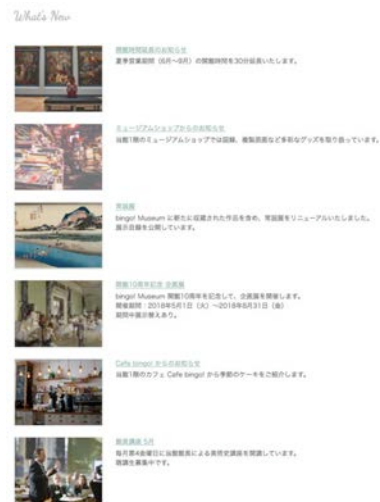 What's New
開館時間延長のお知らせ
夏季営業期間（6月～9月）の開館時間を30分延長いたします。
ミュージアムショップからのお知らせ
当館1階のミュージアムショップでは図録、複製原画など多彩なグッズを取り扱っています。
常設展
bingo! Museum に新たに収蔵された作品を含め、常設展をリニューアルいたしました。
展示目録を公開しています。
開館10周年記念 企画展
bingo! Museum 開館10周年を記念して、企画展を開催します。
開催期間：2018年5月1日（火）～2018年8月31日（金）
期間中展示替えあり。
Cafe bingo! からのお知らせ
当館1階のカフェ Cafe bingo! から季節のケーキをご紹介します。
館長講座 5月
毎月第4金曜日に当館館長による美術史講座を開講しています。
聴講生募集中です。